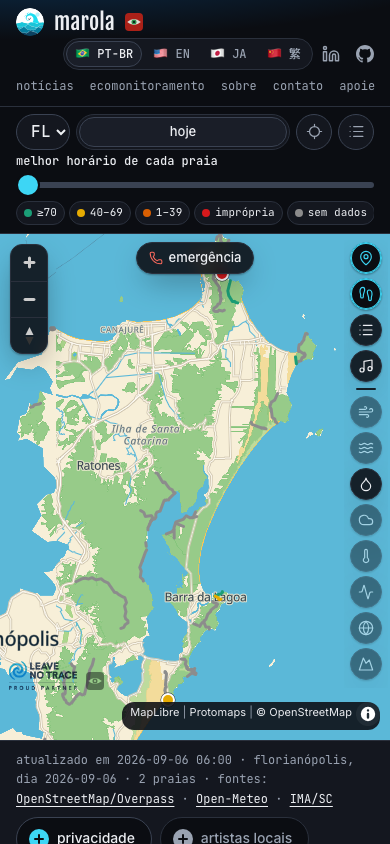 marola
PT-BR EN JA 繁
notícias ecomonitoramento sobre contato apoie
FL hoje
melhor horário de cada praia
≥70 40–69 1–39 imprópria sem dados
emergência
CANAJURÊ
Ilha de Santa
Catarina
Ratones
Barra da Lagoa
nópolis
LEAVE
NO TRACE
PROUD PARTNER
MapLibre | Protomaps | © OpenStreetMap
atualizado em 2026-09-06 06:00 · florianópolis,
dia 2026-09-06 · 2 praias · fontes:
OpenStreetMap/Overpass · Open-Meteo · IMA/SC
privacidade artistas locais